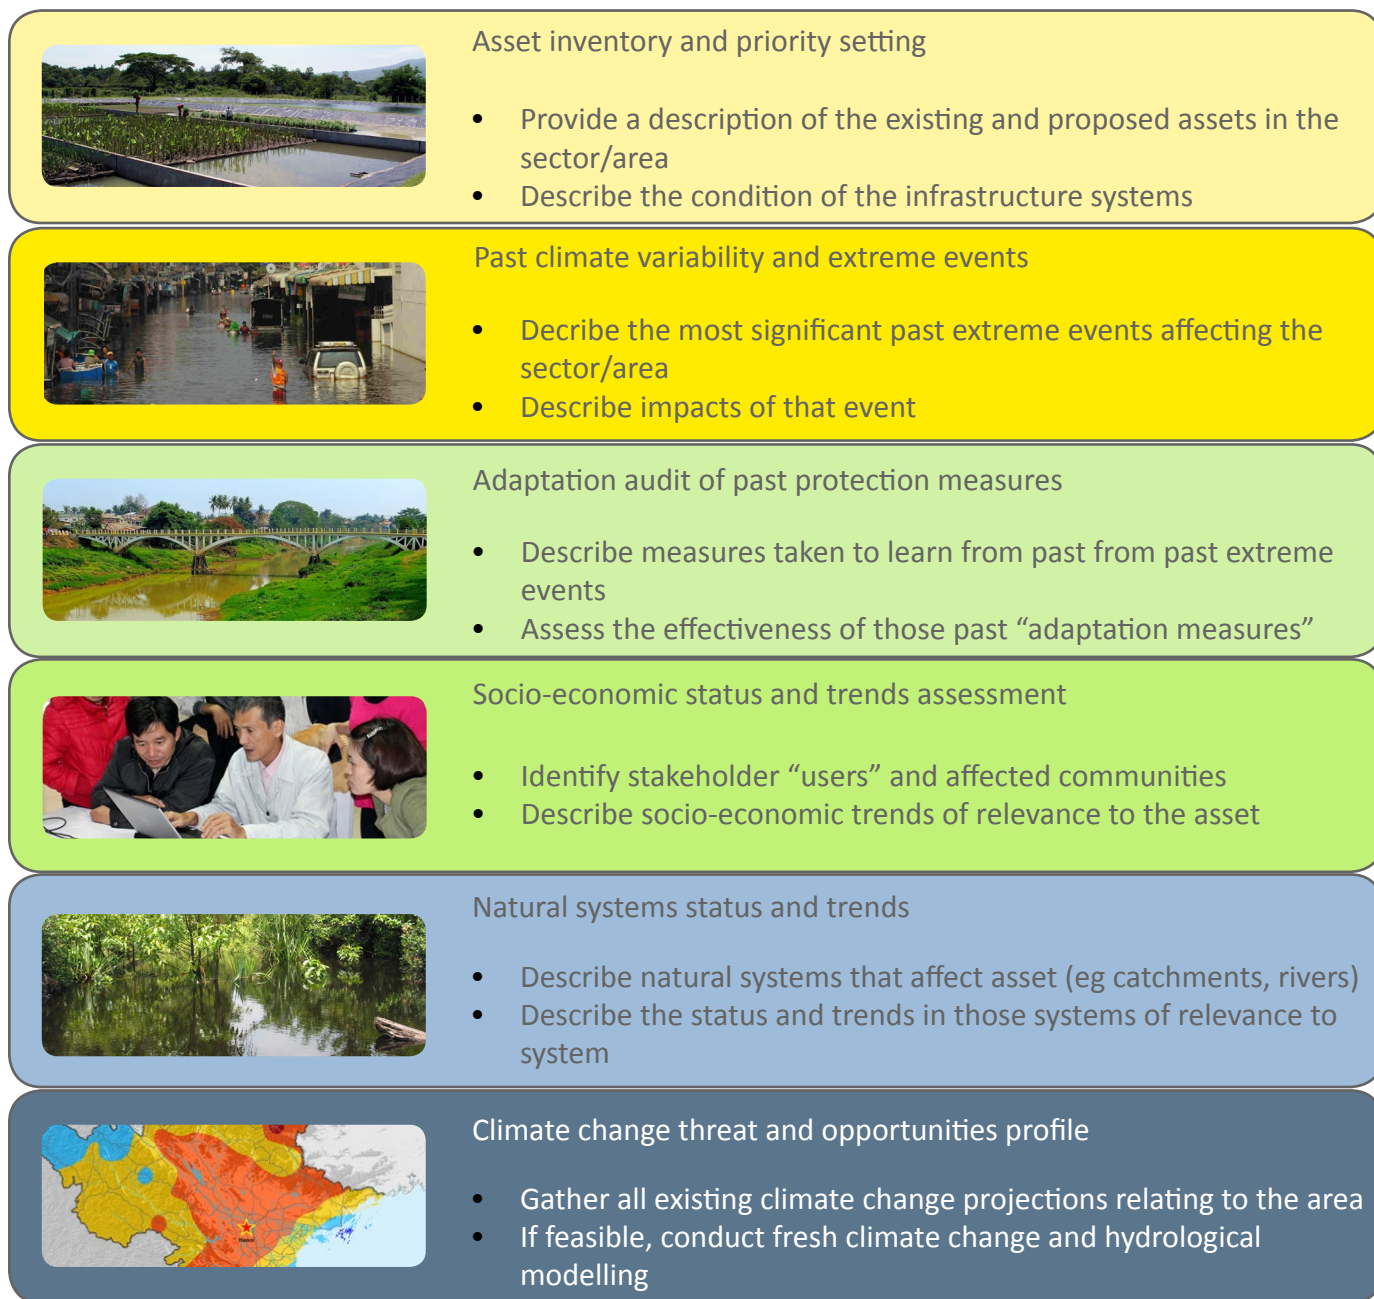 Asset inventory and priority setting
• Provide a description of the existing and proposed assets in the
sector/area
• Describe the condition of the infrastructure systems
Past climate variability and extreme events
• Decribe the most significant past extreme events affecting the
sector/area
• Describe impacts of that event
Adaptation audit of past protection measures
• Describe measures taken to learn from past from past extreme
events
• Assess the effectiveness of those past “adaptation measures”
Socio-economic status and trends assessment
• Identify stakeholder “users” and affected communities
• Describe socio-economic trends of relevance to the asset
Natural systems status and trends
• Describe natural systems that affect asset (eg catchments, rivers)
• Describe the status and trends in those systems of relevance to
system
Climate change threat and opportunities profile
• Gather all existing climate change projections relating to the area
• If feasible, conduct fresh climate change and hydrological
modelling
Hanoi